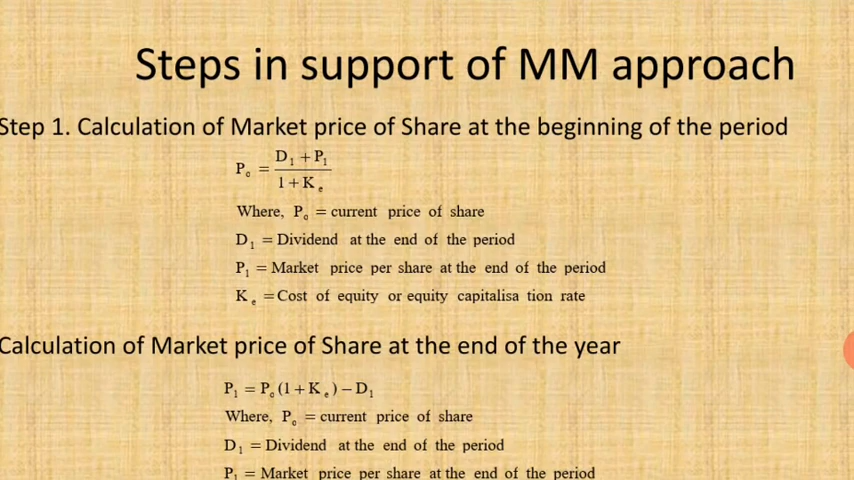 Steps in support of MM approach
Step 1. Calculation of Market price of Share at the beginning of the period
P₀ = (D₁ + P₁) / (1 + Kₑ)
Where, P₀ = current price of share
D₁ = Dividend at the end of the period
P₁ = Market price per share at the end of the period
Kₑ = Cost of equity or equity capitalisa tion rate
Calculation of Market price of Share at the end of the year
P₁ = P₀ (1 + Kₑ) – D₁
Where, P₀ = current price of share
D₁ = Dividend at the end of the period
P₁ = Market price per share at the end of the period